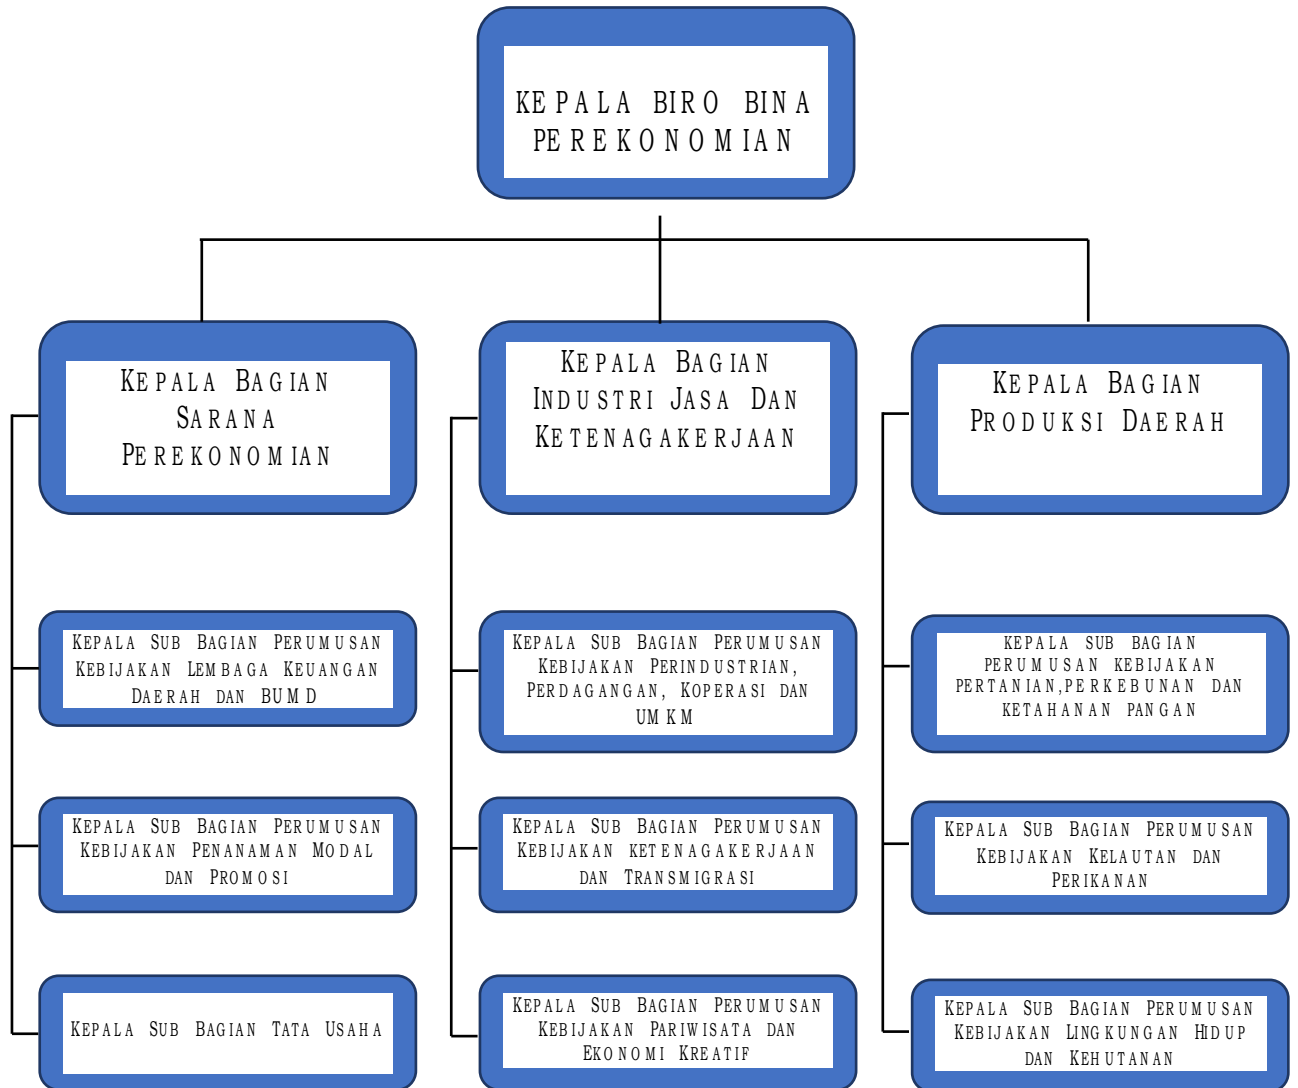 KEPALA BIRO BINA
PEREKONOMIAN
KEPALA BAGIAN
SARANA
PEREKONOMIAN
KEPALA BAGIAN
INDUSTRI JASA DAN
KETENAGAKERJAAN
KEPALA BAGIAN
PRODUKSI DAERAH
KEPALA SUB BAGIAN PERUMUSAN
KEBIJAKAN LEMBAGA KEUANGAN
DAERAH DAN BUMD
KEPALA SUB BAGIAN PERUMUSAN
KEBIJAKAN PERINDUSTRIAN,
PERDAGANGAN, KOPERASI DAN
UMKM
KEPALA SUB BAGIAN
PERUMUSAN KEBIJAKAN
PERTANIAN,PERKEBUNAN DAN
KETAHANAN PANGAN
KEPALA SUB BAGIAN PERUMUSAN
KEBIJAKAN PENANAMAN MODAL
DAN PROMOSI
KEPALA SUB BAGIAN PERUMUSAN
KEBIJAKAN KETENAGAKERJAAN
DAN TRANSMIGRASI
KEPALA SUB BAGIAN PERUMUSAN
KEBIJAKAN KELAUTAN DAN
PERIKANAN
KEPALA SUB BAGIAN TATA USAHA
KEPALA SUB BAGIAN PERUMUSAN
KEBIJAKAN PARIWISATA DAN
EKONOMI KREATIF
KEPALA SUB BAGIAN PERUMUSAN
KEBIJAKAN LINGKUNGAN HDUP
DAN KEHUTANAN